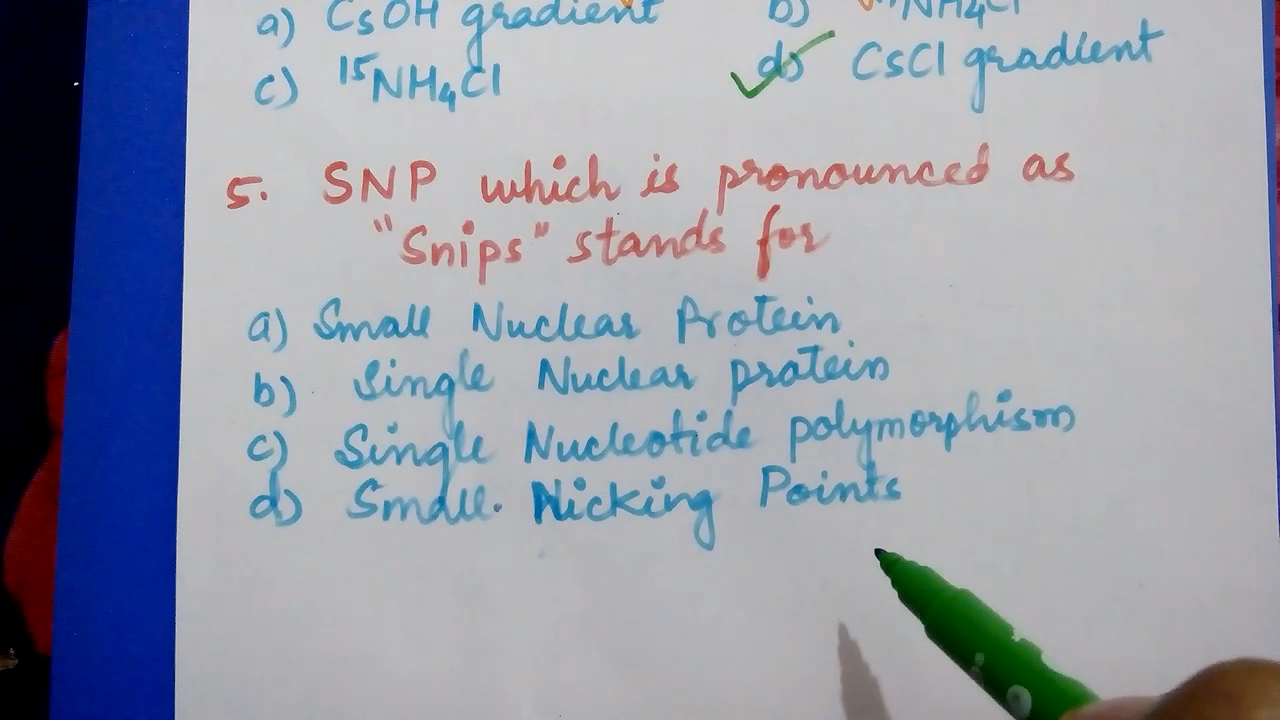 a) CsOH gradient b) NH₄Cl
c) ¹⁵NH₄Cl d) CsCl gradient
5. SNP which is pronounced as
"Snips" stands for
a) Small Nuclear Protein
b) Single Nuclear protein
c) Single Nucleotide polymorphism
d) Small. Nicking Points